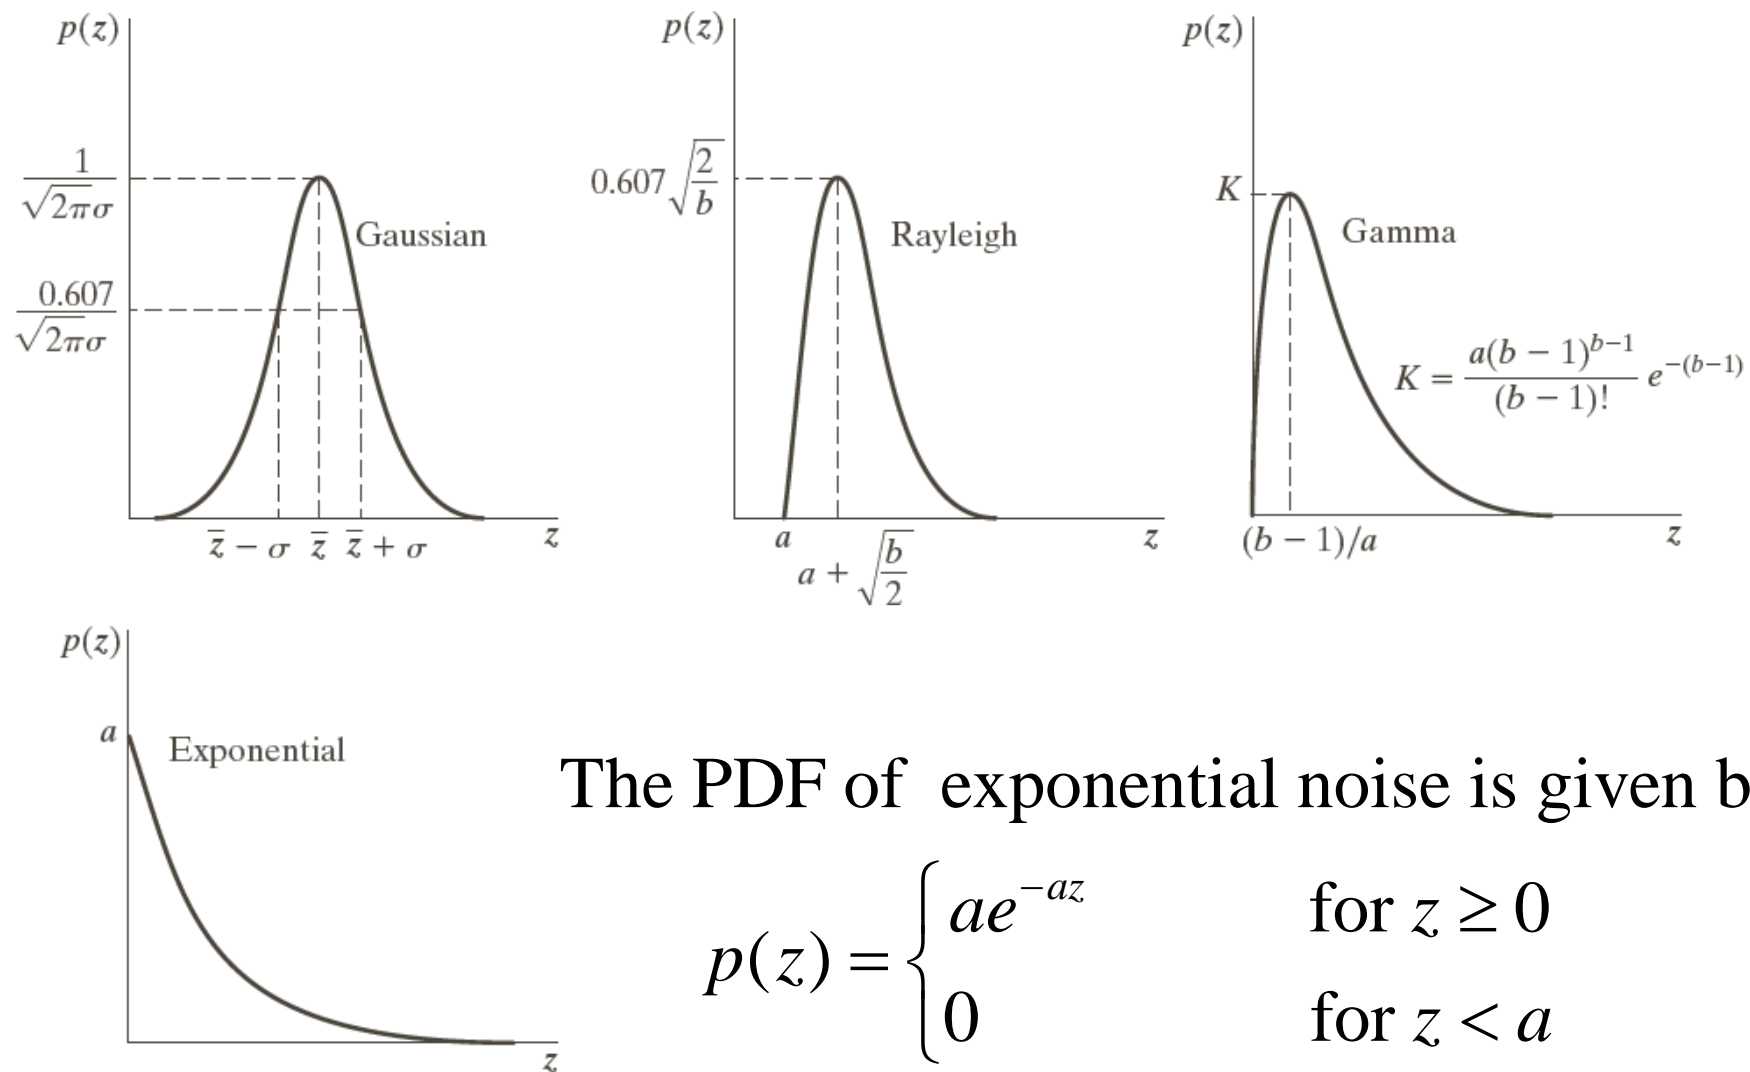 p(z)
1/√2πσ
0.607/√2πσ
Gaussian
z̄ − σ z̄ z̄ + σ z
p(z)
0.607 √2/b
Rayleigh
a z
a + √b/2
p(z)
K
Gamma
K = a(b − 1)^{b−1}/(b − 1)! e^{−(b−1)}
(b − 1)/a z
p(z)
a
Exponential
z
The PDF of exponential noise is given b
p(z) = { ae^{−az} for z ≥ 0
0 for z < a